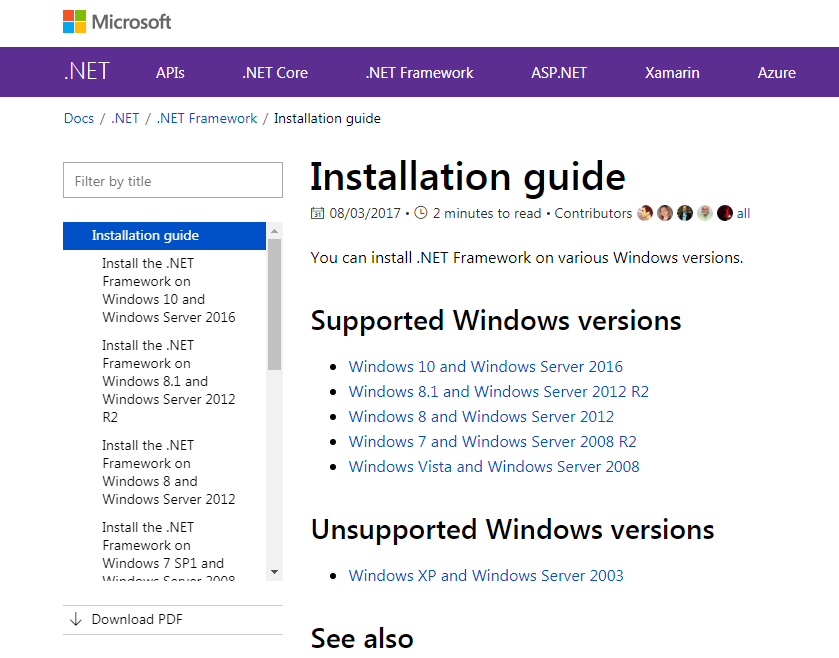 Microsoft
.NET APIs .NET Core .NET Framework ASP.NET Xamarin Azure
Docs / .NET / .NET Framework / Installation guide
Filter by title
Installation guide
Install the .NET
Framework on
Windows 10 and
Windows Server 2016
Install the .NET
Framework on
Windows 8.1 and
Windows Server 2012
R2
Install the .NET
Framework on
Windows 8 and
Windows Server 2012
Install the .NET
Framework on
Windows 7 SP1 and
Windows Server 2008
Download PDF
Installation guide
08/03/2017 • 2 minutes to read • Contributors all
You can install .NET Framework on various Windows versions.
Supported Windows versions
• Windows 10 and Windows Server 2016
• Windows 8.1 and Windows Server 2012 R2
• Windows 8 and Windows Server 2012
• Windows 7 and Windows Server 2008 R2
• Windows Vista and Windows Server 2008
Unsupported Windows versions
• Windows XP and Windows Server 2003
See also